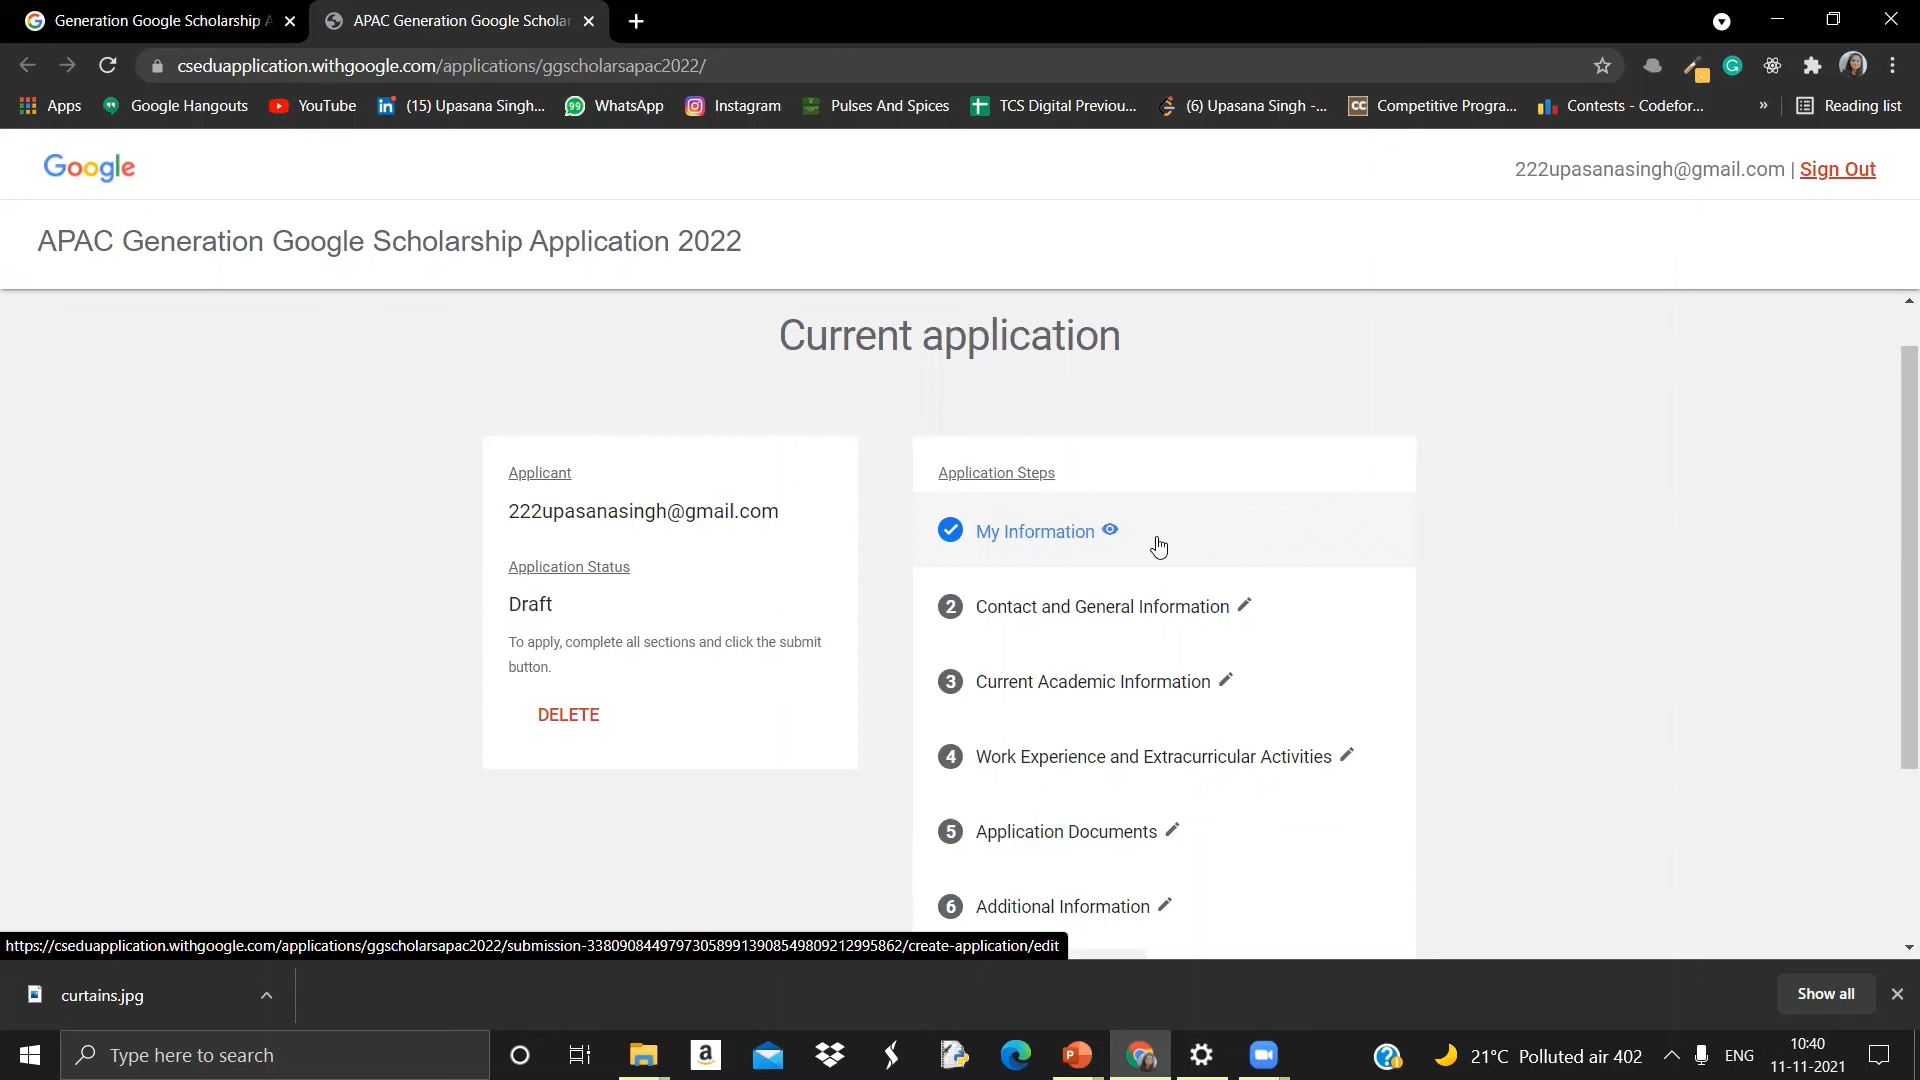 Generation Google Scholarship A
APAC Generation Google Scholar
cseduapplication.withgoogle.com/applications/ggscholarsapac2022/
Apps
Google Hangouts
YouTube
(15) Upasana Singh...
WhatsApp
Instagram
Pulses And Spices
TCS Digital Previou...
(6) Upasana Singh -...
CC
Competitive Progra...
Contests - Codefor...
»
Reading list
Google
222upasanasingh@gmail.com | Sign Out
APAC Generation Google Scholarship Application 2022
Current application
Applicant
222upasanasingh@gmail.com
Application Status
Draft
To apply, complete all sections and click the submit
button.
DELETE
Application Steps
My Information
2 Contact and General Information
3 Current Academic Information
4 Work Experience and Extracurricular Activities
5 Application Documents
6 Additional Information
https://cseduapplication.withgoogle.com/applications/ggscholarsapac2022/submission-33809084497973058991390854980921​2995862/create-application/edit
curtains.jpg
Show all
Type here to search
21°C Polluted air 402
ENG
10:40
11-11-2021